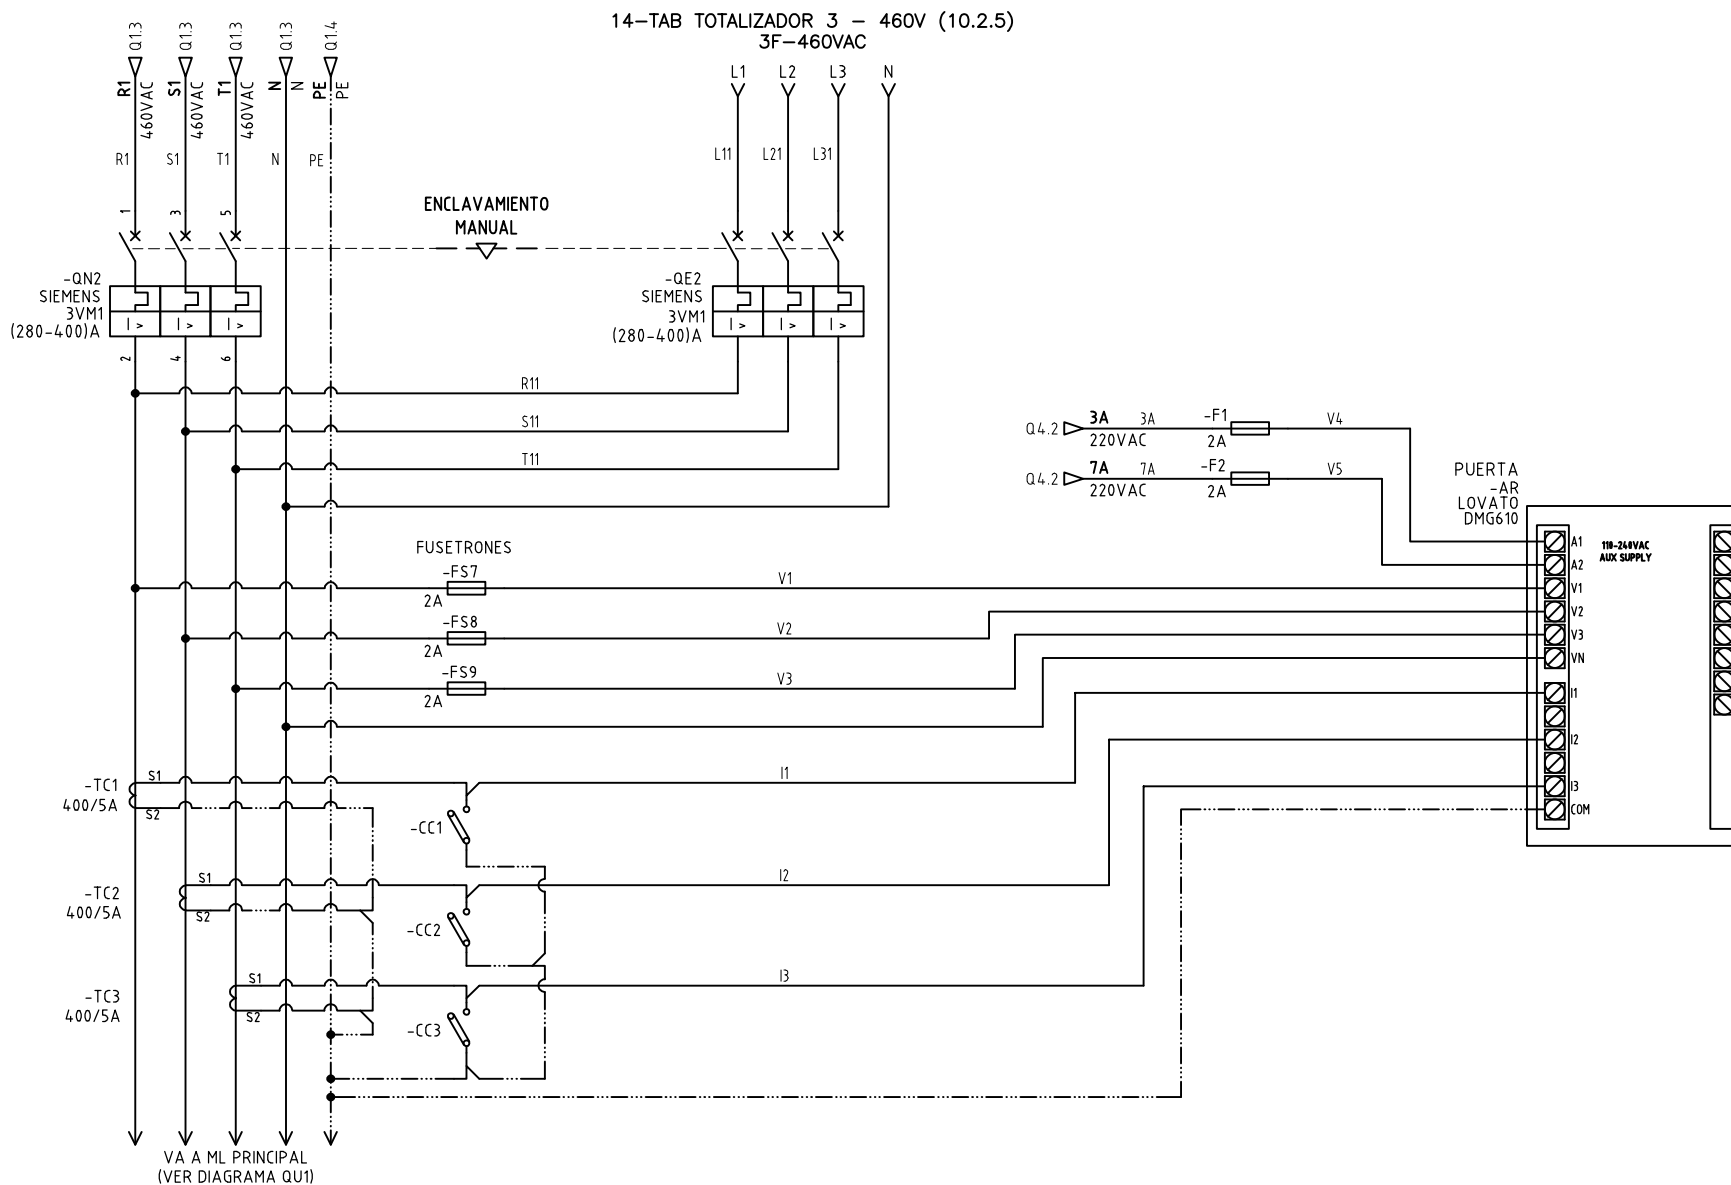 14-TAB TOTALIZADOR 3 - 460V (10.2.5)
3F-460VAC
Q1.3
Q1.3
Q1.3
Q1.3
Q1.4
R1
460VAC
S1
460VAC
T1
460VAC
N
N
PE
PE
L1
L2
L3
N
R1
S1
T1
N
PE
L11
L21
L31
1
3
5
ENCLAVAMIENTO
MANUAL
-QN2
SIEMENS
3VM1
(280-400)A
I >
I >
I >
-QE2
SIEMENS
3VM1
(280-400)A
I >
I >
I >
2
4
6
R11
S11
T11
Q4.2
3A
220VAC
3A
-F1
2A
V4
Q4.2
7A
220VAC
7A
-F2
2A
V5
PUERTA
-AR
LOVATO
DMG610
110-240VAC
AUX SUPPLY
A1
A2
V1
V2
V3
VN
I1
I2
I3
COM
FUSETRONES
-FS7
2A
V1
-FS8
2A
V2
-FS9
2A
V3
-TC1
400/5A
S1
S2
-CC1
I1
-TC2
400/5A
S1
S2
-CC2
I2
-TC3
400/5A
S1
S2
-CC3
I3
VA A ML PRINCIPAL
(VER DIAGRAMA QU1)